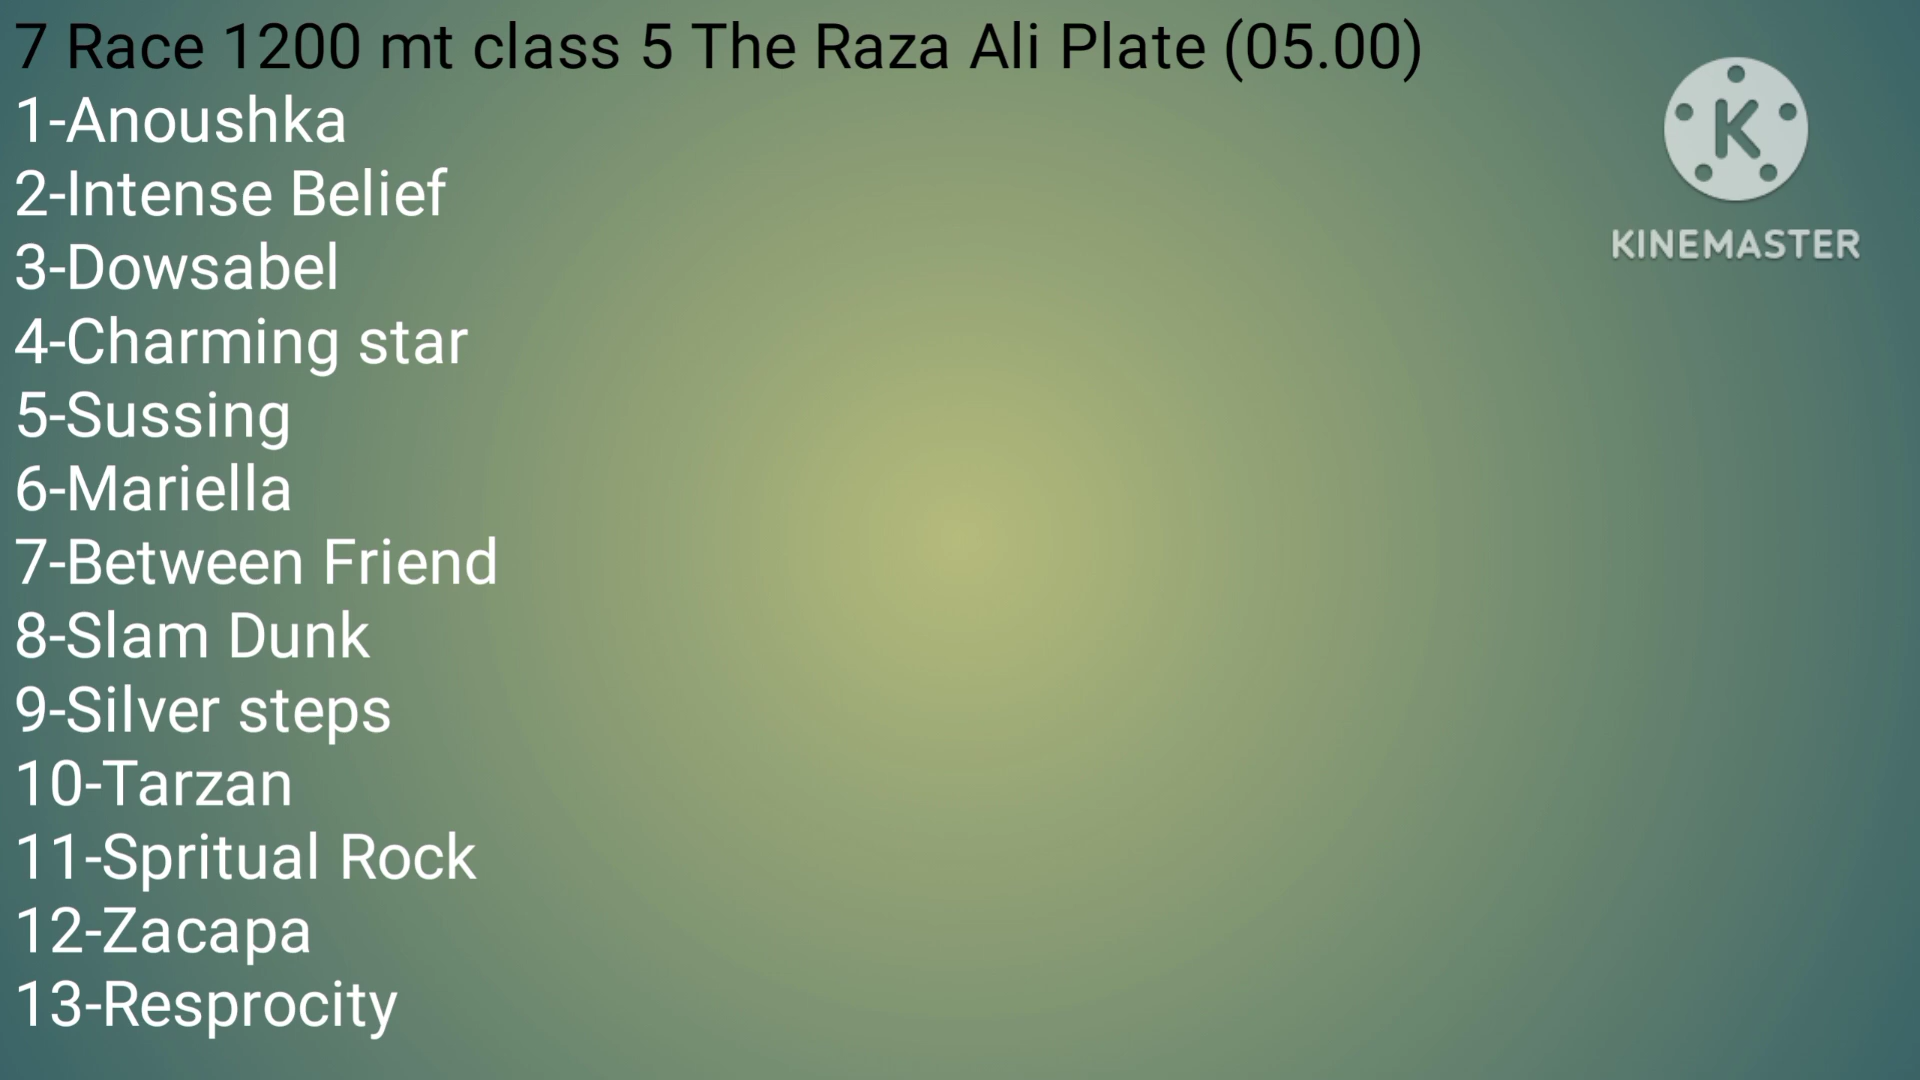 7 Race 1200 mt class 5 The Raza Ali Plate (05.00)
1-Anoushka
2-Intense Belief
3-Dowsabel
4-Charming star
5-Sussing
6-Mariella
7-Between Friend
8-Slam Dunk
9-Silver steps
10-Tarzan
11-Spritual Rock
12-Zacapa
13-Resprocity
K
KINEMASTER